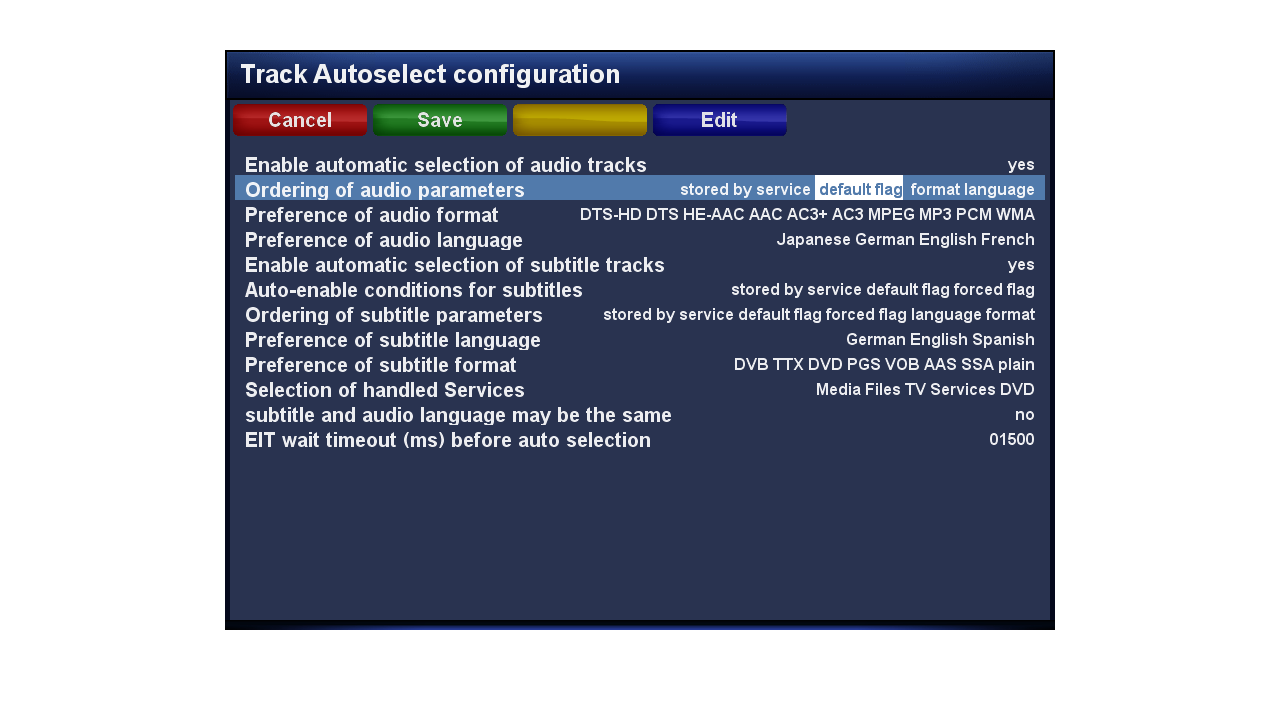 Track Autoselect configuration
Cancel Save Edit
Enable automatic selection of audio tracks yes
Ordering of audio parameters stored by service default flag format language
Preference of audio format DTS-HD DTS HE-AAC AAC AC3+ AC3 MPEG MP3 PCM WMA
Preference of audio language Japanese German English French
Enable automatic selection of subtitle tracks yes
Auto-enable conditions for subtitles stored by service default flag forced flag
Ordering of subtitle parameters stored by service default flag forced flag language format
Preference of subtitle language German English Spanish
Preference of subtitle format DVB TTX DVD PGS VOB AAS SSA plain
Selection of handled Services Media Files TV Services DVD
subtitle and audio language may be the same no
EIT wait timeout (ms) before auto selection 01500